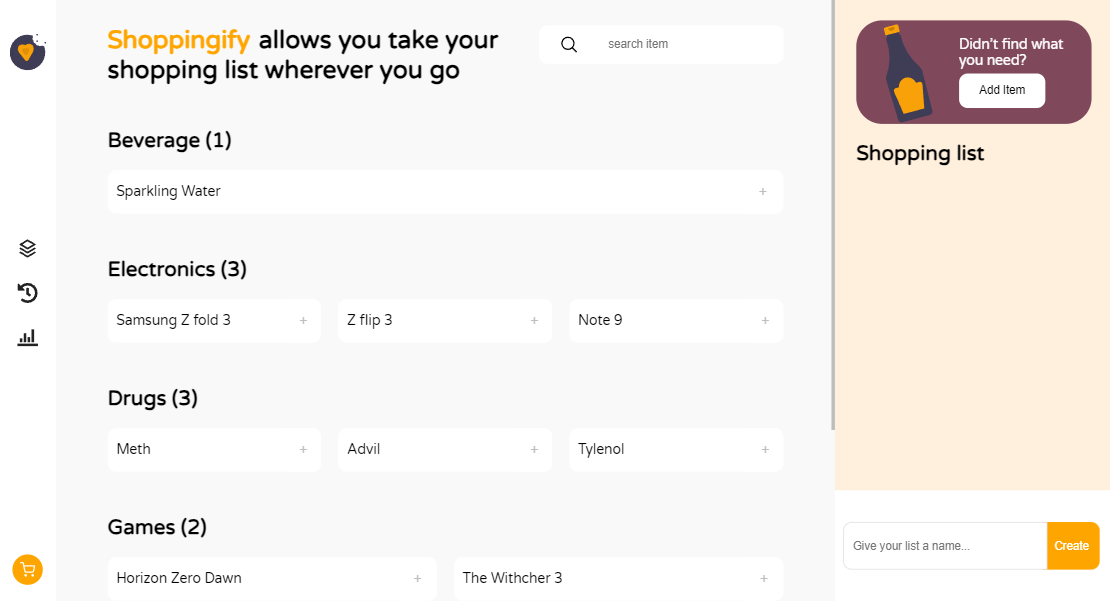 Shoppingify allows you take your
shopping list wherever you go
search item
Beverage (1)
Sparkling Water +
Electronics (3)
Samsung Z fold 3 +
Z flip 3 +
Note 9 +
Drugs (3)
Meth +
Advil +
Tylenol +
Games (2)
Horizon Zero Dawn +
The Withcher 3 +
Didn't find what
you need?
Add Item
Shopping list
Give your list a name...
Create